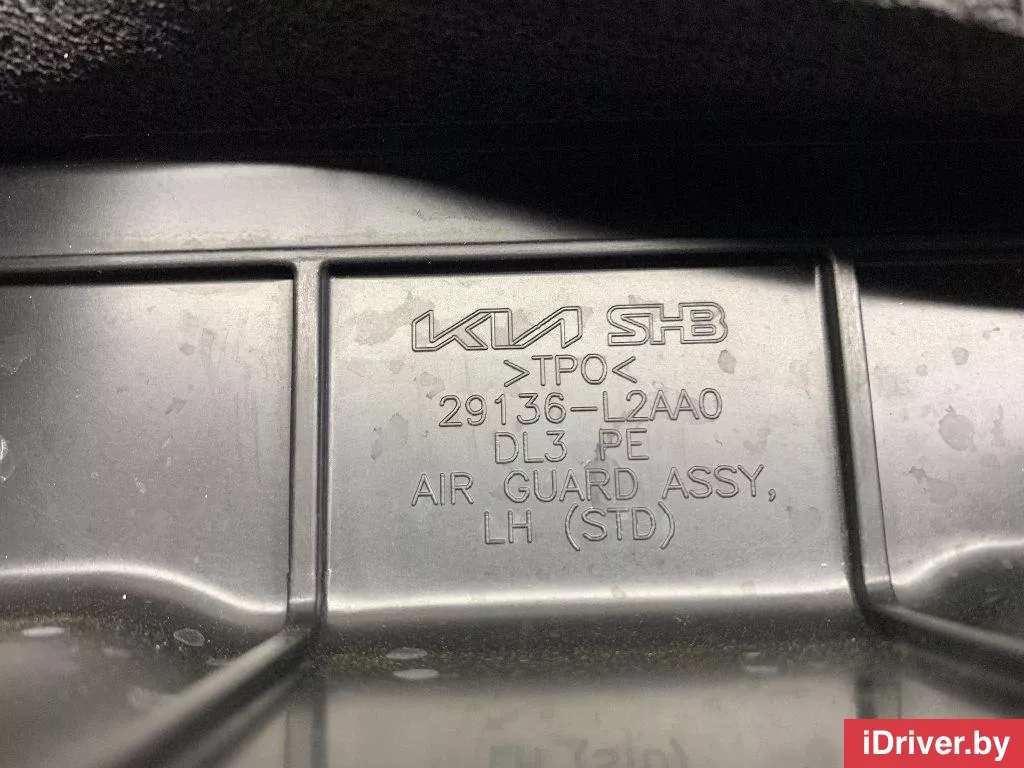 KIA SHB
>TPO<
29136-L2AA0
DL3 PE
AIR GUARD ASSY,
LH (STD)
iDriver.by